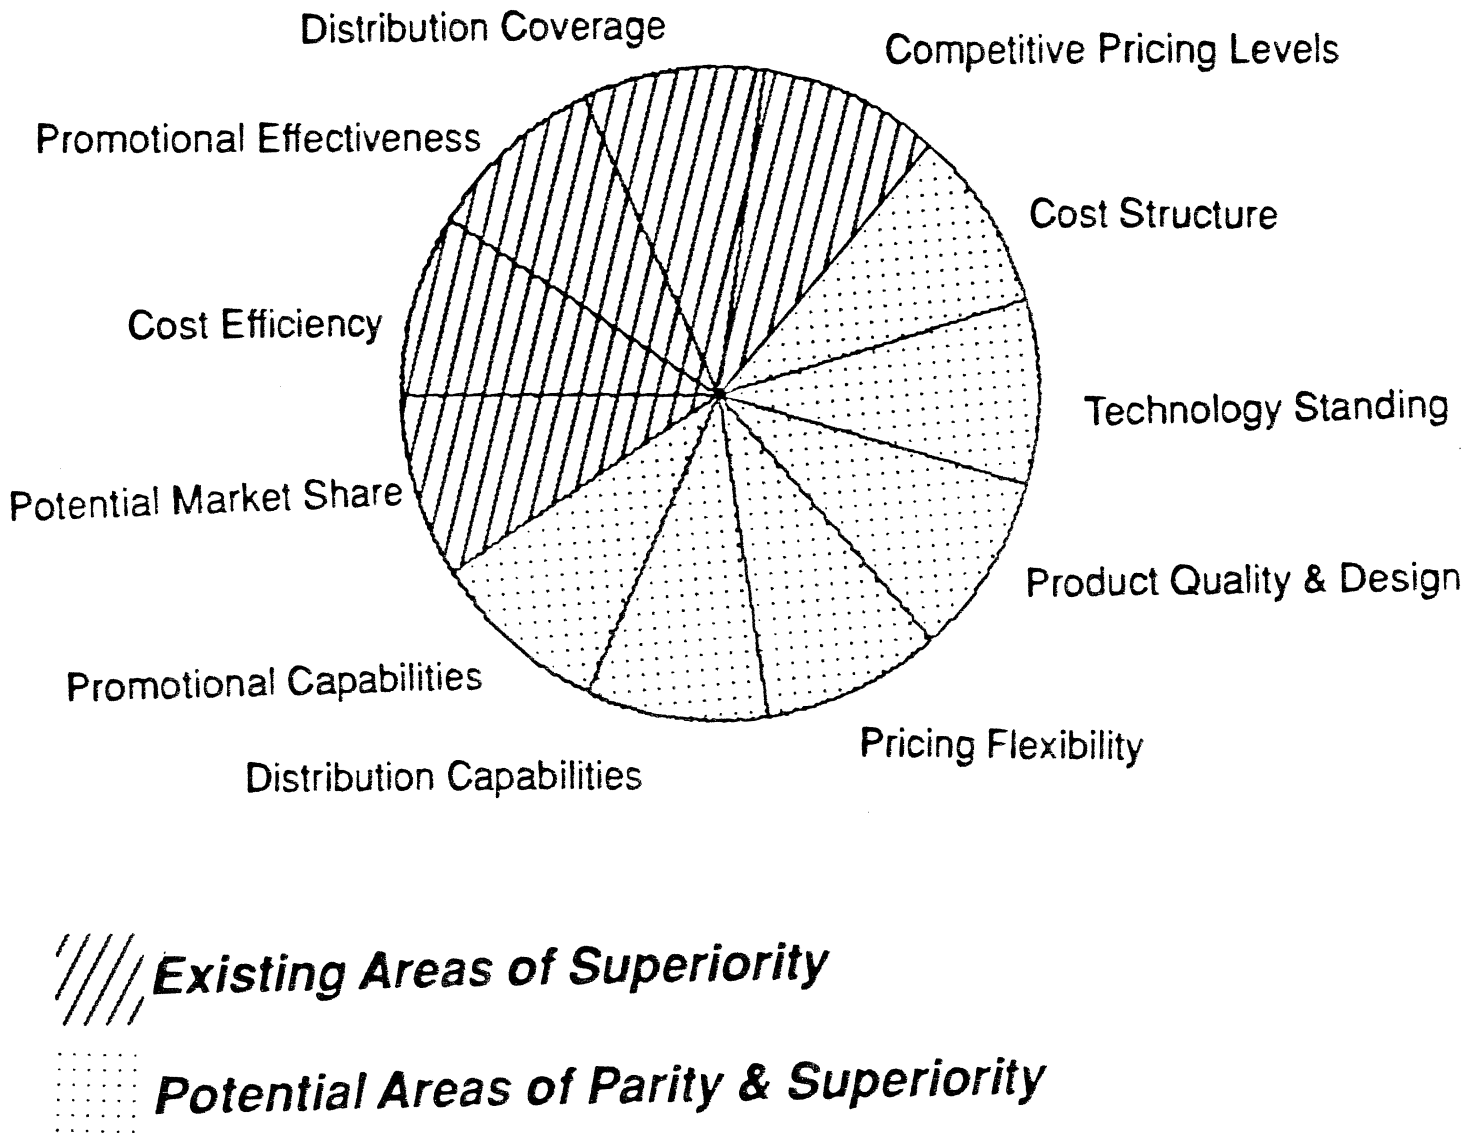 Distribution Coverage
Competitive Pricing Levels
Promotional Effectiveness
Cost Structure
Cost Efficiency
Technology Standing
Potential Market Share
Product Quality & Design
Promotional Capabilities
Pricing Flexibility
Distribution Capabilities
Existing Areas of Superiority
Potential Areas of Parity & Superiority